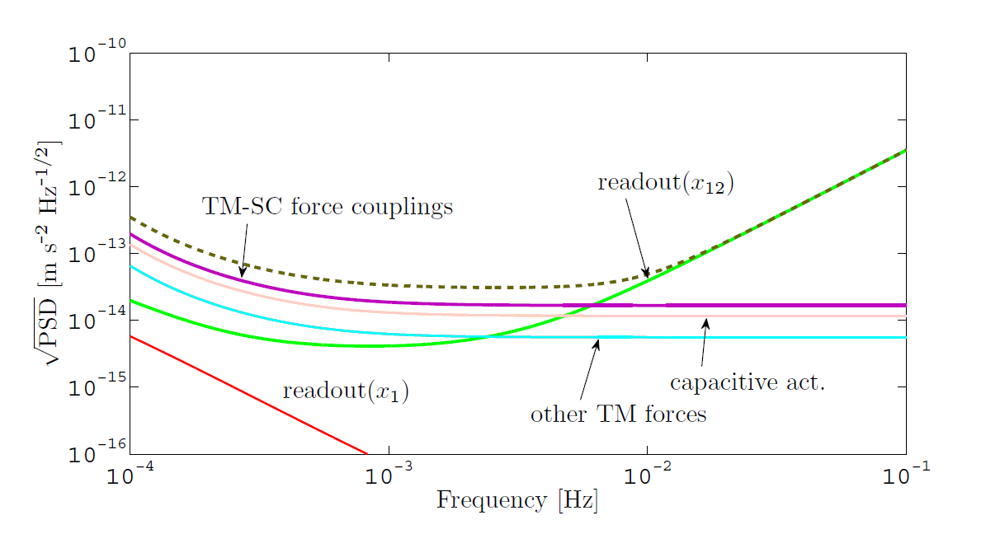 10⁻¹⁰
10⁻¹¹
10⁻¹²
10⁻¹³
10⁻¹⁴
10⁻¹⁵
10⁻¹⁶
√PSD [m s⁻² Hz⁻¹/²]
TM-SC force couplings
readout(x₁₂)
readout(x₁)
capacitive act.
other TM forces
10⁻⁴
10⁻³
10⁻²
10⁻¹
Frequency [Hz]